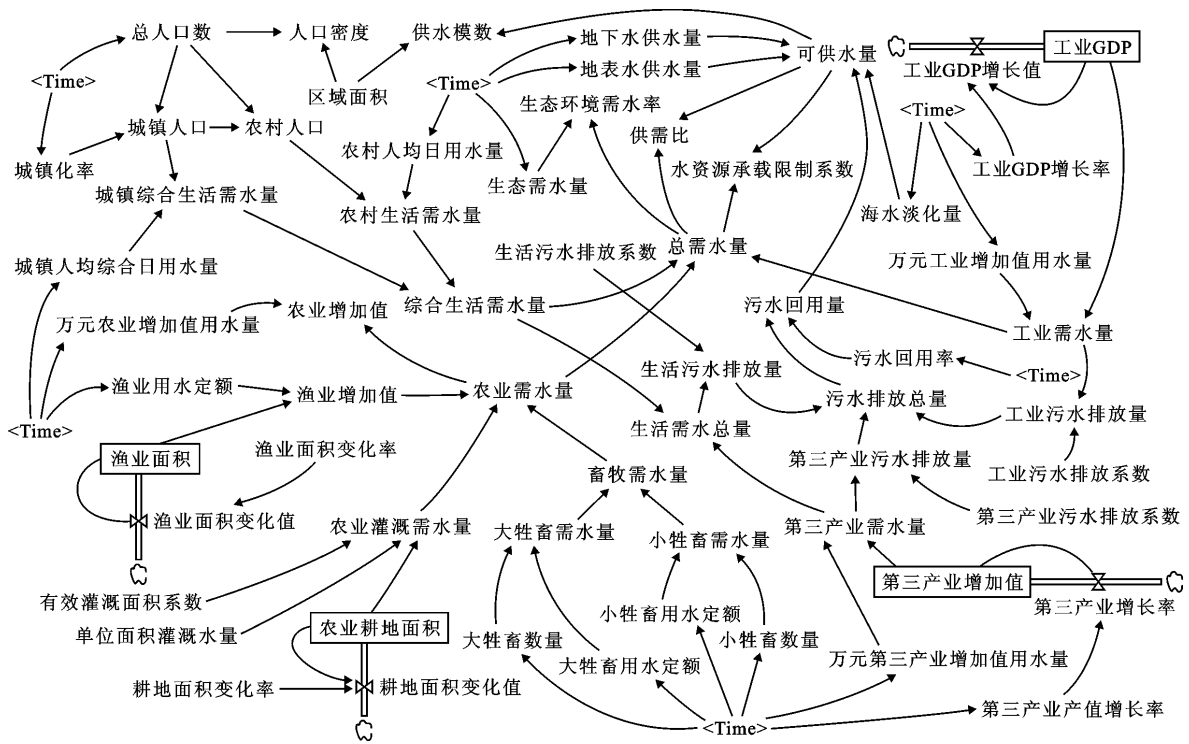 总人口数
人口密度
供水模数
地下水供水量
可供水量
工业GDP
<Time>
地表水供水量
工业GDP增长值
<Time>
区域面积
生态环境需水率
<Time>
城镇人口
农村人口
供需比
城镇化率
农村人均日用水量
水资源承载限制系数
工业GDP增长率
城镇综合生活需水量
生态需水量
农村生活需水量
海水淡化量
生活污水排放系数
总需水量
城镇人均综合日用水量
万元工业增加值用水量
农业增加值
综合生活需水量
污水回用量
万元农业增加值用水量
工业需水量
污水回用率
生活污水排放量
<Time>
渔业用水定额
渔业增加值
农业需水量
污水排放总量
工业污水排放量
<Time>
生活需水总量
渔业面积
渔业面积变化率
第三产业污水排放量
工业污水排放系数
畜牧需水量
渔业面积变化值
农业灌溉需水量
大牲畜需水量
小牲畜需水量
第三产业需水量
第三产业污水排放系数
第三产业增加值
有效灌溉面积系数
小牲畜用水定额
第三产业增长率
单位面积灌溉水量
农业耕地面积
大牲畜数量
小牲畜数量
大牲畜用水定额
万元第三产业增加值用水量
耕地面积变化率
耕地面积变化值
<Time>
第三产业产值增长率